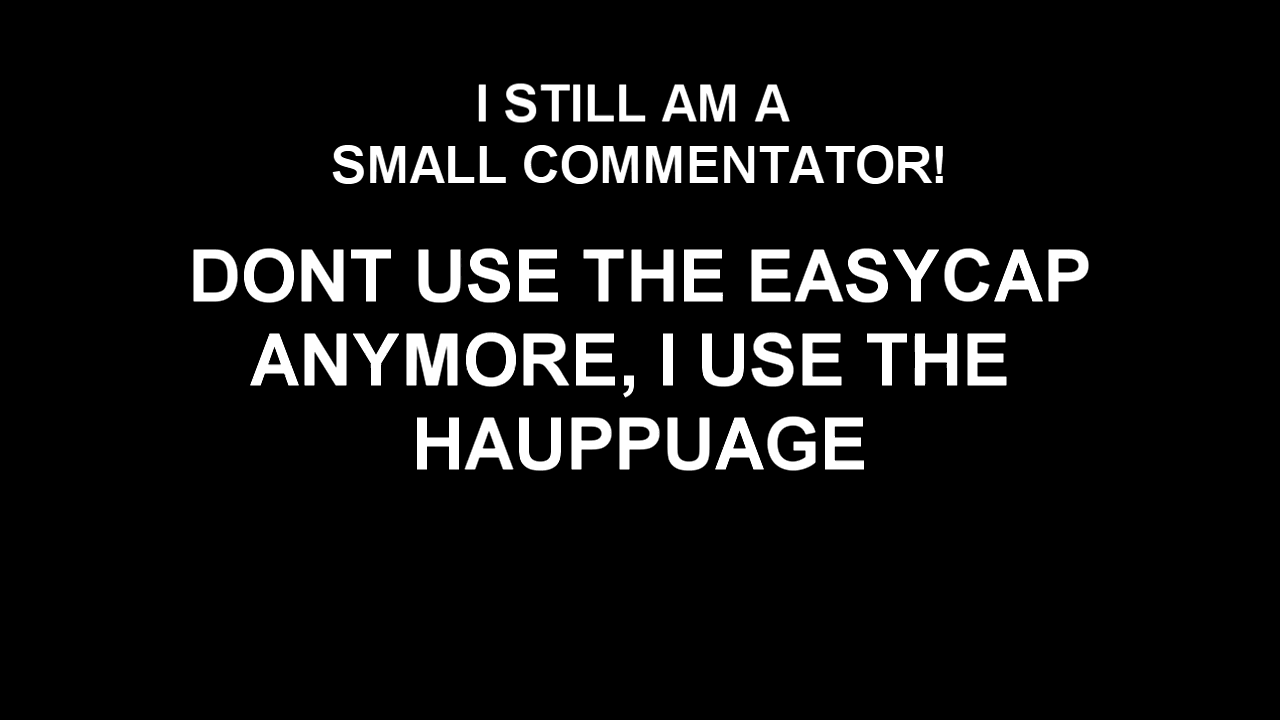 I STILL AM A
SMALL COMMENTATOR!
DONT USE THE EASYCAP
ANYMORE, I USE THE
HAUPPUAGE